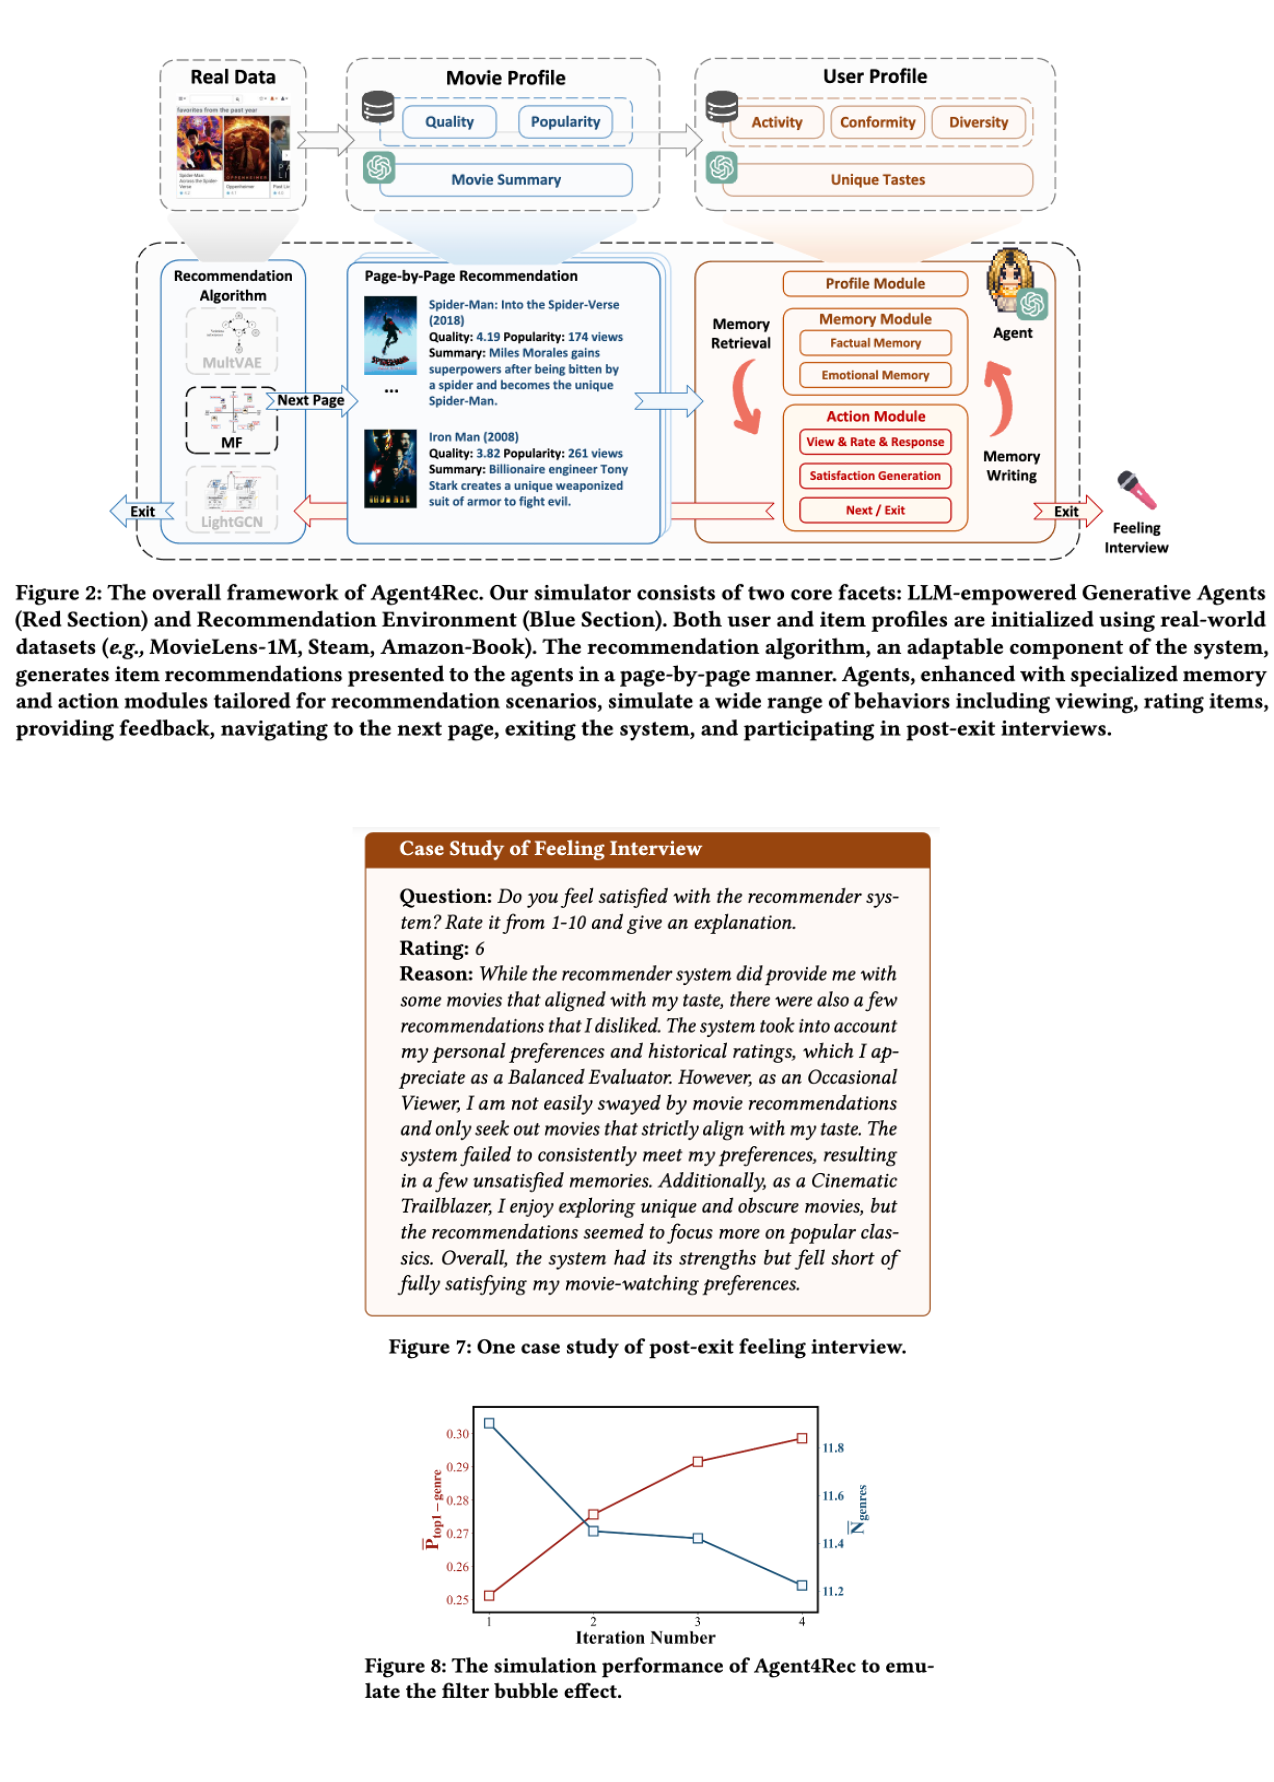 Real Data
Movie Profile
User Profile
favorites from the past year
Spider-Man:
Across the Spider-
Verse
Oppenheimer
Quality
Popularity
Movie Summary
Activity
Conformity
Diversity
Unique Tastes
Recommendation
Algorithm
MultVAE
MF
LightGCN
Next Page
Exit
Page-by-Page Recommendation
Spider-Man: Into the Spider-Verse
(2018)
Quality: 4.19 Popularity: 174 views
Summary: Miles Morales gains
superpowers after being bitten by
a spider and becomes the unique
Spider-Man.
...
Iron Man (2008)
Quality: 3.82 Popularity: 261 views
Summary: Billionaire engineer Tony
Stark creates a unique weaponized
suit of armor to fight evil.
Memory
Retrieval
Profile Module
Memory Module
Factual Memory
Emotional Memory
Action Module
View & Rate & Response
Satisfaction Generation
Next / Exit
Agent
Memory
Writing
Exit
Feeling
Interview
Figure 2: The overall framework of Agent4Rec. Our simulator consists of two core facets: LLM-empowered Generative Agents
(Red Section) and Recommendation Environment (Blue Section). Both user and item profiles are initialized using real-world
datasets (e.g., MovieLens-1M, Steam, Amazon-Book). The recommendation algorithm, an adaptable component of the system,
generates item recommendations presented to the agents in a page-by-page manner. Agents, enhanced with specialized memory
and action modules tailored for recommendation scenarios, simulate a wide range of behaviors including viewing, rating items,
providing feedback, navigating to the next page, exiting the system, and participating in post-exit interviews.
Case Study of Feeling Interview
Question: Do you feel satisfied with the recommender sys-
tem? Rate it from 1-10 and give an explanation.
Rating: 6
Reason: While the recommender system did provide me with
some movies that aligned with my taste, there were also a few
recommendations that I disliked. The system took into account
my personal preferences and historical ratings, which I ap-
preciate as a Balanced Evaluator. However, as an Occasional
Viewer, I am not easily swayed by movie recommendations
and only seek out movies that strictly align with my taste. The
system failed to consistently meet my preferences, resulting
in a few unsatisfied memories. Additionally, as a Cinematic
Trailblazer, I enjoy exploring unique and obscure movies, but
the recommendations seemed to focus more on popular clas-
sics. Overall, the system had its strengths but fell short of
fully satisfying my movie-watching preferences.
Figure 7: One case study of post-exit feeling interview.
0.30
0.29
0.28
0.27
0.26
0.25
P̅top1−genre
11.8
11.6
11.4
11.2
N̅genres
1 2 3 4
Iteration Number
Figure 8: The simulation performance of Agent4Rec to emu-
late the filter bubble effect.